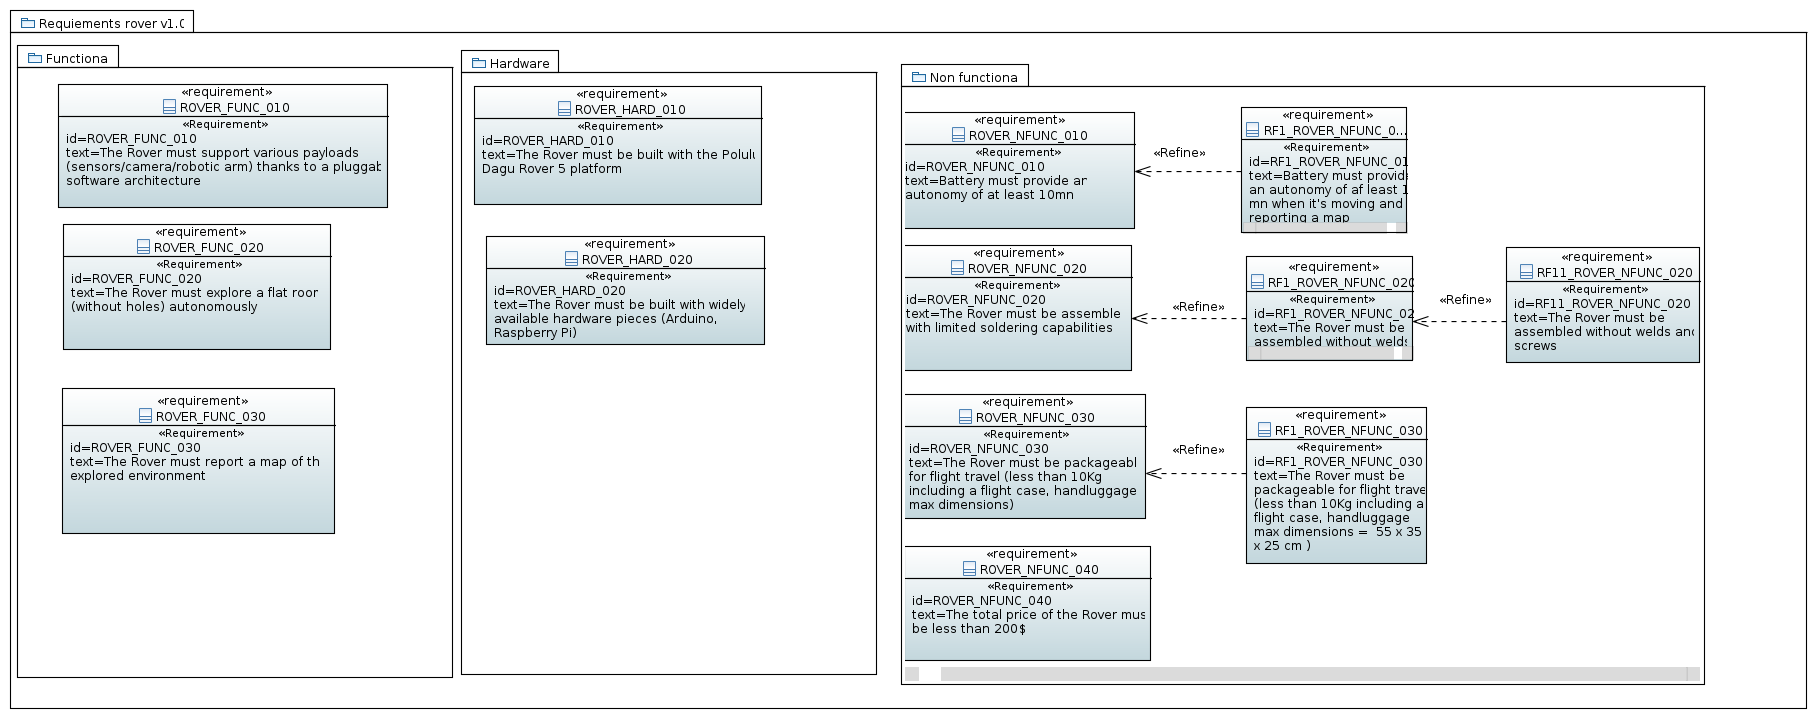 Requiements rover v1.0
Functiona
«requirement»
ROVER_FUNC_010
«Requirement»
id=ROVER_FUNC_010
text=The Rover must support various payloads
(sensors/camera/robotic arm) thanks to a pluggab
software architecture
«requirement»
ROVER_FUNC_020
«Requirement»
id=ROVER_FUNC_020
text=The Rover must explore a flat roor
(without holes) autonomously
«requirement»
ROVER_FUNC_030
«Requirement»
id=ROVER_FUNC_030
text=The Rover must report a map of th
explored environment
Hardware
«requirement»
ROVER_HARD_010
«Requirement»
id=ROVER_HARD_010
text=The Rover must be built with the Polulu
Dagu Rover 5 platform
«requirement»
ROVER_HARD_020
«Requirement»
id=ROVER_HARD_020
text=The Rover must be built with widely
available hardware pieces (Arduino,
Raspberry Pi)
Non functiona
«requirement»
ROVER_NFUNC_010
«Requirement»
id=ROVER_NFUNC_010
text=Battery must provide ar
autonomy of at least 10mn
«Refine»
«requirement»
RF1_ROVER_NFUNC_0...
«Requirement»
id=RF1_ROVER_NFUNC_01
text=Battery must provide
an autonomy of af least 1
mn when it's moving and
reporting a map
«requirement»
ROVER_NFUNC_020
«Requirement»
id=ROVER_NFUNC_020
text=The Rover must be assemble
with limited soldering capabilities
«Refine»
«requirement»
RF1_ROVER_NFUNC_020
«Requirement»
id=RF1_ROVER_NFUNC_02
text=The Rover must be
assembled without welds
«Refine»
«requirement»
RF11_ROVER_NFUNC_020
«Requirement»
id=RF11_ROVER_NFUNC_020
text=The Rover must be
assembled without welds and
screws
«requirement»
ROVER_NFUNC_030
«Requirement»
id=ROVER_NFUNC_030
text=The Rover must be packageabl
for flight travel (less than 10Kg
including a flight case, handluggage
max dimensions)
«Refine»
«requirement»
RF1_ROVER_NFUNC_030
«Requirement»
id=RF1_ROVER_NFUNC_030
text=The Rover must be
packageable for flight trave
(less than 10Kg including a
flight case, handluggage
max dimensions = 55 x 35
x 25 cm )
«requirement»
ROVER_NFUNC_040
«Requirement»
id=ROVER_NFUNC_040
text=The total price of the Rover mus
be less than 200$